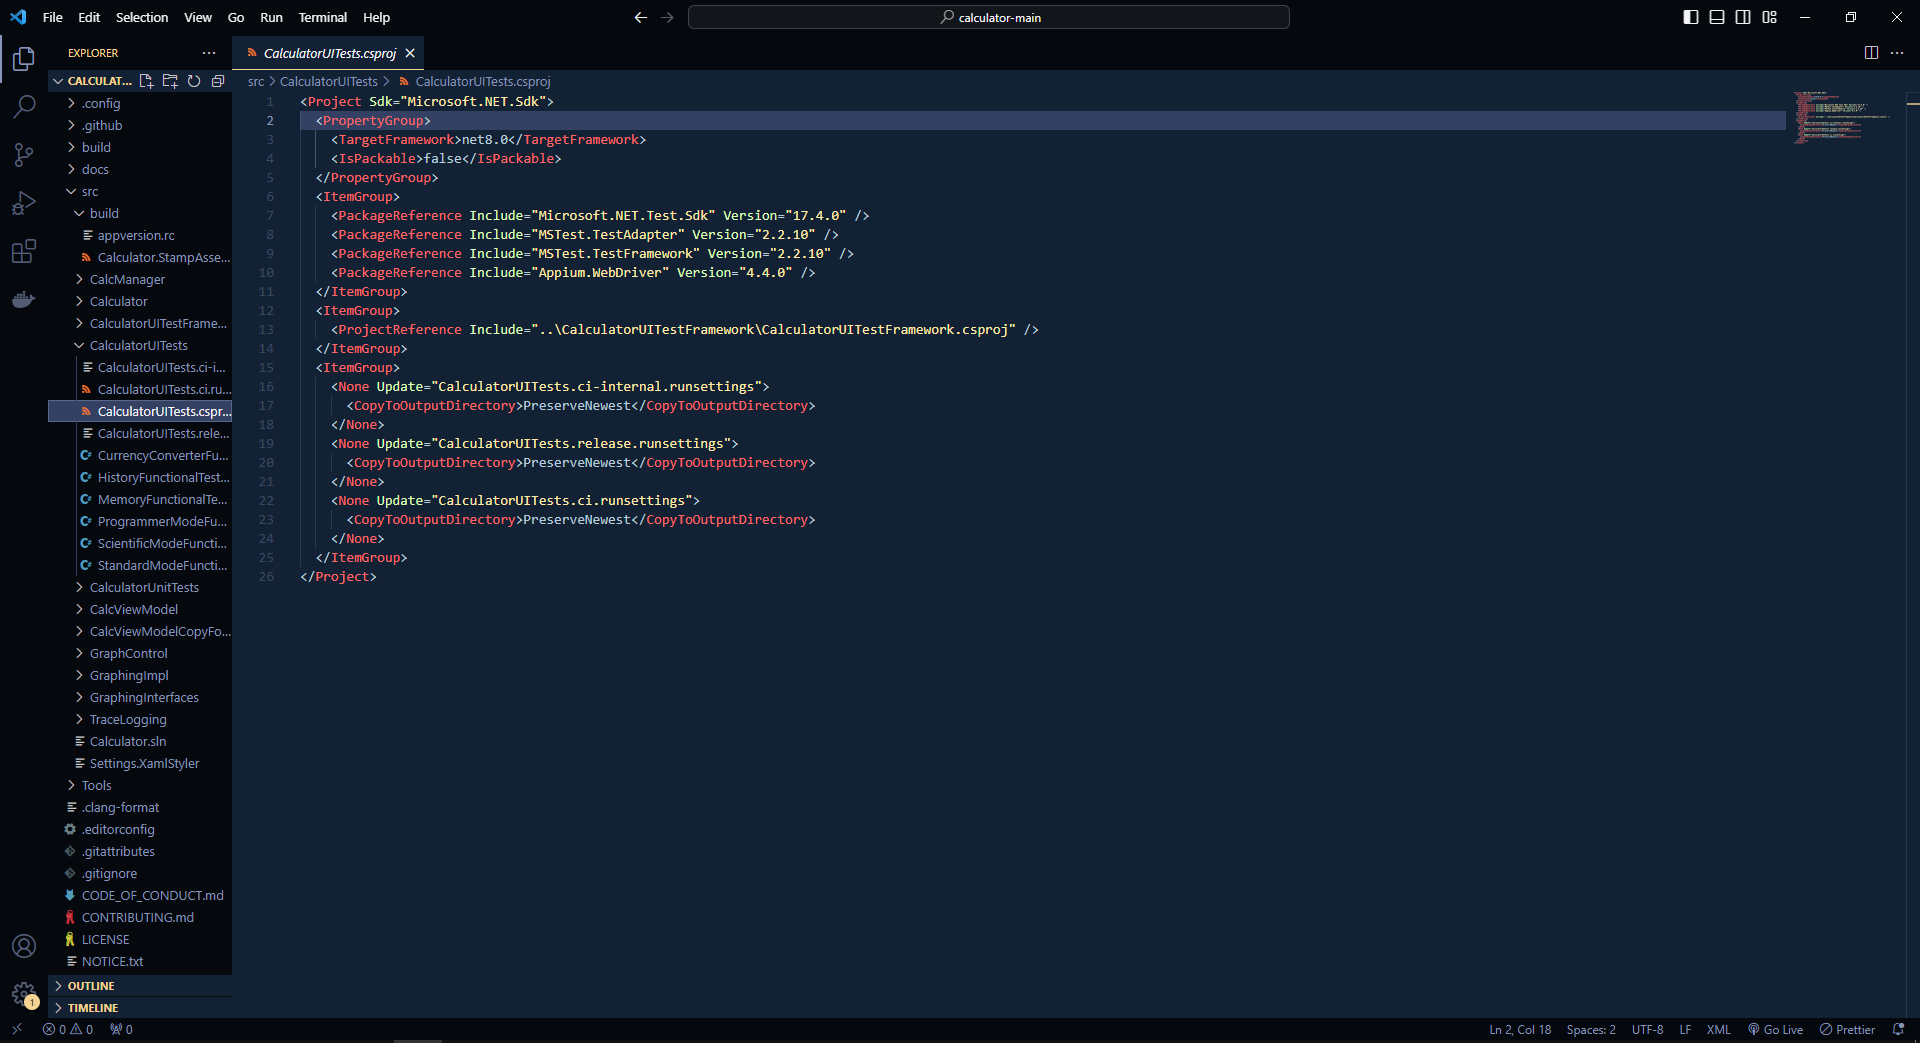 File Edit Selection View Go Run Terminal Help
calculator-main
EXPLORER
CALCULAT...
.config
.github
build
docs
src
build
appversion.rc
Calculator.StampAsse...
CalcManager
Calculator
CalculatorUITestFrame...
CalculatorUITests
CalculatorUITests.ci-i...
CalculatorUITests.ci.ru...
CalculatorUITests.cspr...
CalculatorUITests.rele...
CurrencyConverterFu...
HistoryFunctionalTest...
MemoryFunctionalTe...
ProgrammerModeFu...
ScientificModeFuncti...
StandardModeFuncti...
CalculatorUnitTests
CalcViewModel
CalcViewModelCopyFo...
GraphControl
GraphingImpl
GraphingInterfaces
TraceLogging
Calculator.sln
Settings.XamlStyler
Tools
.clang-format
.editorconfig
.gitattributes
.gitignore
CODE_OF_CONDUCT.md
CONTRIBUTING.md
LICENSE
NOTICE.txt
OUTLINE
TIMELINE
CalculatorUITests.csproj
src > CalculatorUITests > CalculatorUITests.csproj
1 <Project Sdk="Microsoft.NET.Sdk">
2 <PropertyGroup>
3 <TargetFramework>net8.0</TargetFramework>
4 <IsPackable>false</IsPackable>
5 </PropertyGroup>
6 <ItemGroup>
7 <PackageReference Include="Microsoft.NET.Test.Sdk" Version="17.4.0" />
8 <PackageReference Include="MSTest.TestAdapter" Version="2.2.10" />
9 <PackageReference Include="MSTest.TestFramework" Version="2.2.10" />
10 <PackageReference Include="Appium.WebDriver" Version="4.4.0" />
11 </ItemGroup>
12 <ItemGroup>
13 <ProjectReference Include="..\CalculatorUITestFramework\CalculatorUITestFramework.csproj" />
14 </ItemGroup>
15 <ItemGroup>
16 <None Update="CalculatorUITests.ci-internal.runsettings">
17 <CopyToOutputDirectory>PreserveNewest</CopyToOutputDirectory>
18 </None>
19 <None Update="CalculatorUITests.release.runsettings">
20 <CopyToOutputDirectory>PreserveNewest</CopyToOutputDirectory>
21 </None>
22 <None Update="CalculatorUITests.ci.runsettings">
23 <CopyToOutputDirectory>PreserveNewest</CopyToOutputDirectory>
24 </None>
25 </ItemGroup>
26 </Project>
1
0 0 0
Ln 2, Col 18 Spaces: 2 UTF-8 LF XML Go Live Prettier